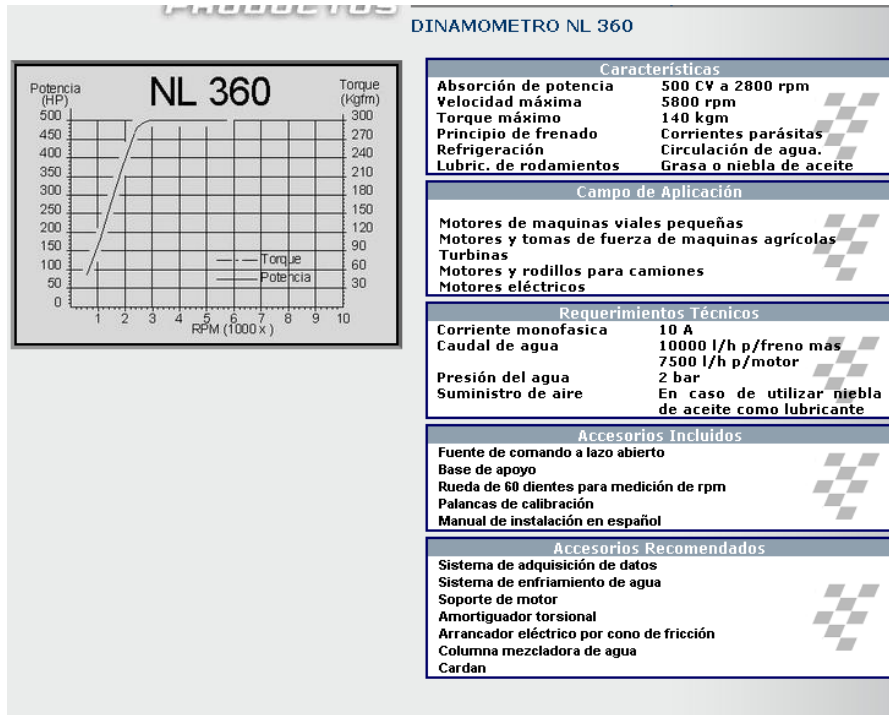 PRODUCTOS
DINAMOMETRO NL 360
NL 360
Potencia
(HP)
Torque
(Kgfm)
500
450
400
350
300
250
200
150
100
50
0
300
270
240
210
180
150
120
90
60
30
Torque
Potencia
1 2 3 4 5 6 7 8 9 10
RPM (1000 x )
Características
Absorción de potencia 500 CV a 2800 rpm
Velocidad máxima 5800 rpm
Torque máximo 140 kgm
Principio de frenado Corrientes parásitas
Refrigeración Circulación de agua.
Lubric. de rodamientos Grasa o niebla de aceite
Campo de Aplicación
Motores de maquinas viales pequeñas
Motores y tomas de fuerza de maquinas agrícolas
Turbinas
Motores y rodillos para camiones
Motores eléctricos
Requerimientos Técnicos
Corriente monofasica 10 A
Caudal de agua 10000 l/h p/freno mas
7500 l/h p/motor
Presión del agua 2 bar
Suministro de aire En caso de utilizar niebla
de aceite como lubricante
Accesorios Incluidos
Fuente de comando a lazo abierto
Base de apoyo
Rueda de 60 dientes para medición de rpm
Palancas de calibración
Manual de instalación en español
Accesorios Recomendados
Sistema de adquisición de datos
Sistema de enfriamiento de agua
Soporte de motor
Amortiguador torsional
Arrancador eléctrico por cono de fricción
Columna mezcladora de agua
Cardan